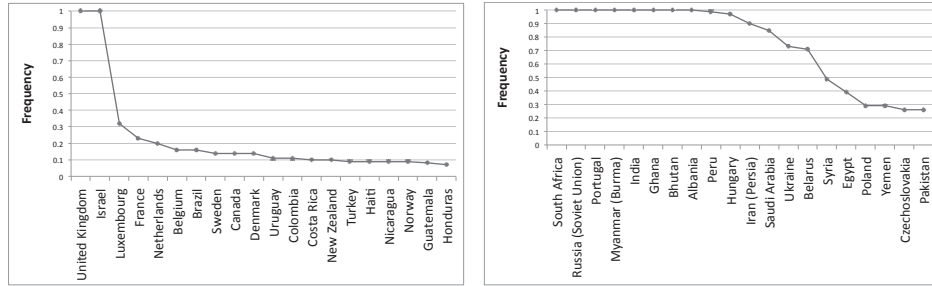 Frequency
1
0.9
0.8
0.7
0.6
0.5
0.4
0.3
0.2
0.1
0
United Kingdom
Israel
Luxembourg
France
Netherlands
Belgium
Brazil
Sweden
Canada
Denmark
Uruguay
Colombia
Costa Rica
New Zealand
Turkey
Haiti
Nicaragua
Norway
Guatemala
Honduras
Frequency
1
0.9
0.8
0.7
0.6
0.5
0.4
0.3
0.2
0.1
0
South Africa
Russia (Soviet Union)
Portugal
Myanmar (Burma)
India
Ghana
Bhutan
Albania
Peru
Hungary
Iran (Persia)
Saudi Arabia
Ukraine
Belarus
Syria
Egypt
Poland
Yemen
Czechoslovakia
Pakistan